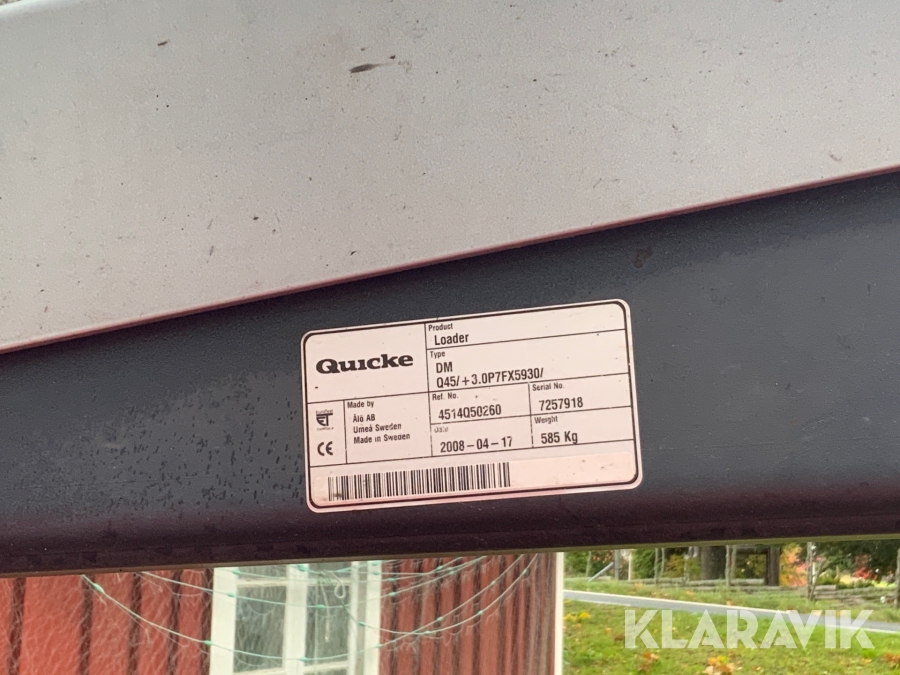 Quicke
Product
Loader
Type
DM
Q45/+3.0P7FX5930/
Made by
Ålö AB
Umeå Sweden
Made in Sweden
Ref. No.
4514Q50260
Serial No.
7257918
Date
2008-04-17
Weight
585 Kg
CE
KLARAVIK